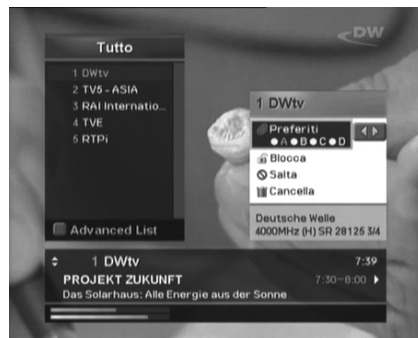 DW
Tutto
1 DWtv
2 TV5 - ASIA
3 RAI Internatio...
4 TVE
5 RTPi
Advanced List
1 DWtv
Preferiti
A B C D
Blocca
Salta
Cancella
Deutsche Welle
4000MHz (H) SR 28125 3/4
1 DWtv 7:39
PROJEKT ZUKUNFT 7:30-8:00
Das Solarhaus: Alle Energie aus der Sonne